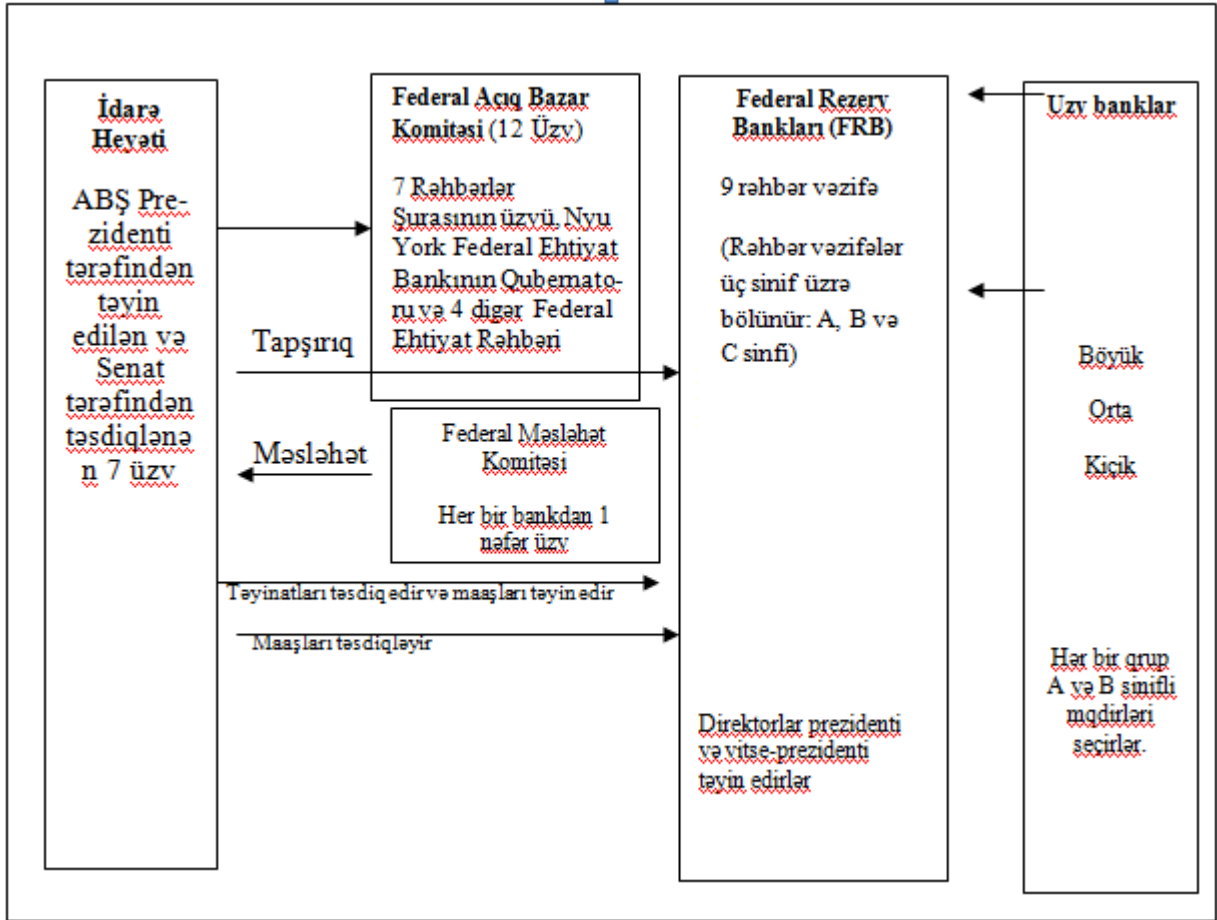 İdarə
Heyəti
ABŞ Pre-
zidenti
tərəfindən
təyin
edilən və
Senat
tərəfindən
təsdiqlənə
n 7 üzv
Federal Açıq Bazar
Komitəsi (12 Üzv)
7 Rəhbərlər
Şurasının üzvü, Nyu
York Federal Ehtiyat
Bankının Qubernato-
ru və 4 digər Federal
Ehtiyat Rəhbəri
Tapşırıq
Məsləhət
Federal Məsləhət
Komitəsi
Her bir bankdan 1
nəfər üzv
Təyinatları təsdiq edir və maaşları təyin edir
Maaşları təsdiqləyir
Federal Rezerv
Bankları (FRB)
9 rəhbər vəzifə
(Rəhbər vəzifələr
üç sinif üzrə
bölünür: A, B və
C sinfi)
Direktorlar prezidenti
və vitse-prezidenti
təyin edirlər
Uzv banklar
Böyük
Orta
Kiçik
Hər bir qrup
A və B sinifli
mqdirləri
seçirlər.